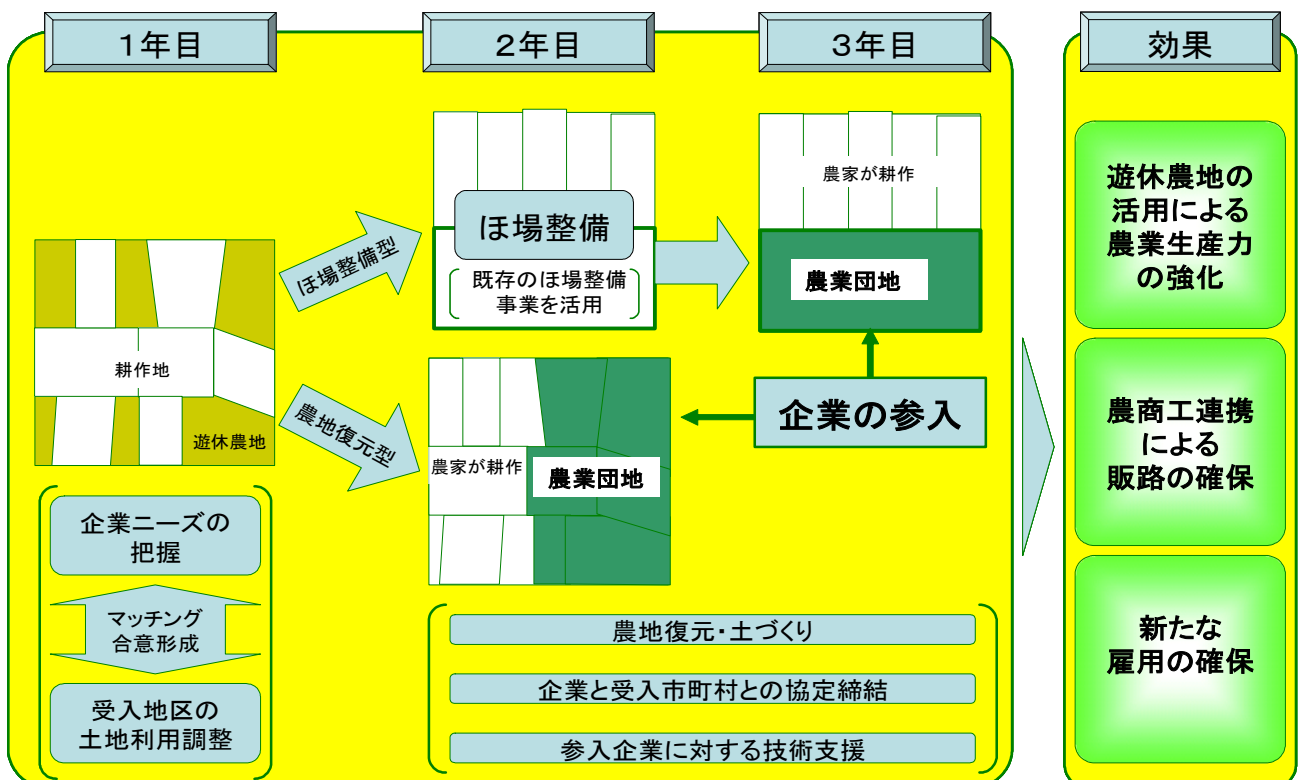 1年目
2年目
3年目
効果
耕作地
遊休農地
ほ場整備型
農地復元型
ほ場整備
既存のほ場整備
事業を活用
農家が耕作
農業団地
農家が耕作
農業団地
企業の参入
企業ニーズの
把握
マッチング
合意形成
受入地区の
土地利用調整
農地復元・土づくり
企業と受入市町村との協定締結
参入企業に対する技術支援
遊休農地の
活用による
農業生産力
の強化
農商工連携
による
販路の確保
新たな
雇用の確保